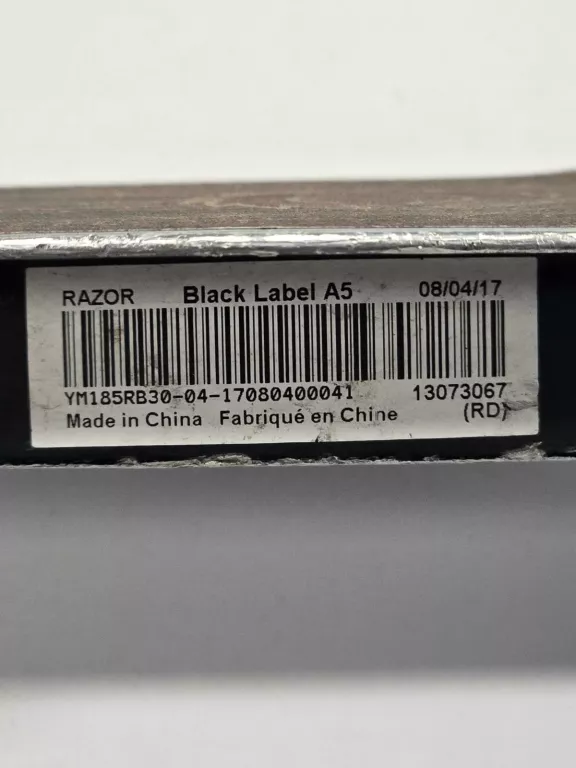 RAZOR Black Label A5 08/04/17
YM185RB30-04-17080400041 13073067
Made in China Fabriqué en Chine (RD)